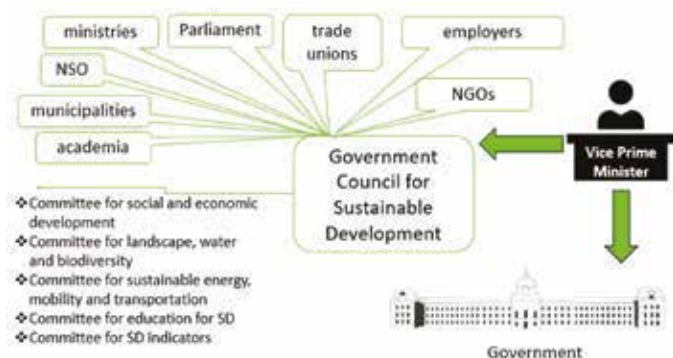 ministries
Parliament
trade
unions
employers
NSO
NGOs
municipalities
academia
Government
Council for
Sustainable
Development
Vice Prime
Minister
❖Committee for social and economic
development
❖Committee for landscape, water
and biodiversity
❖Committee for sustainable energy,
mobility and transportation
❖Committee for education for SD
❖Committee for SD indicators
Government